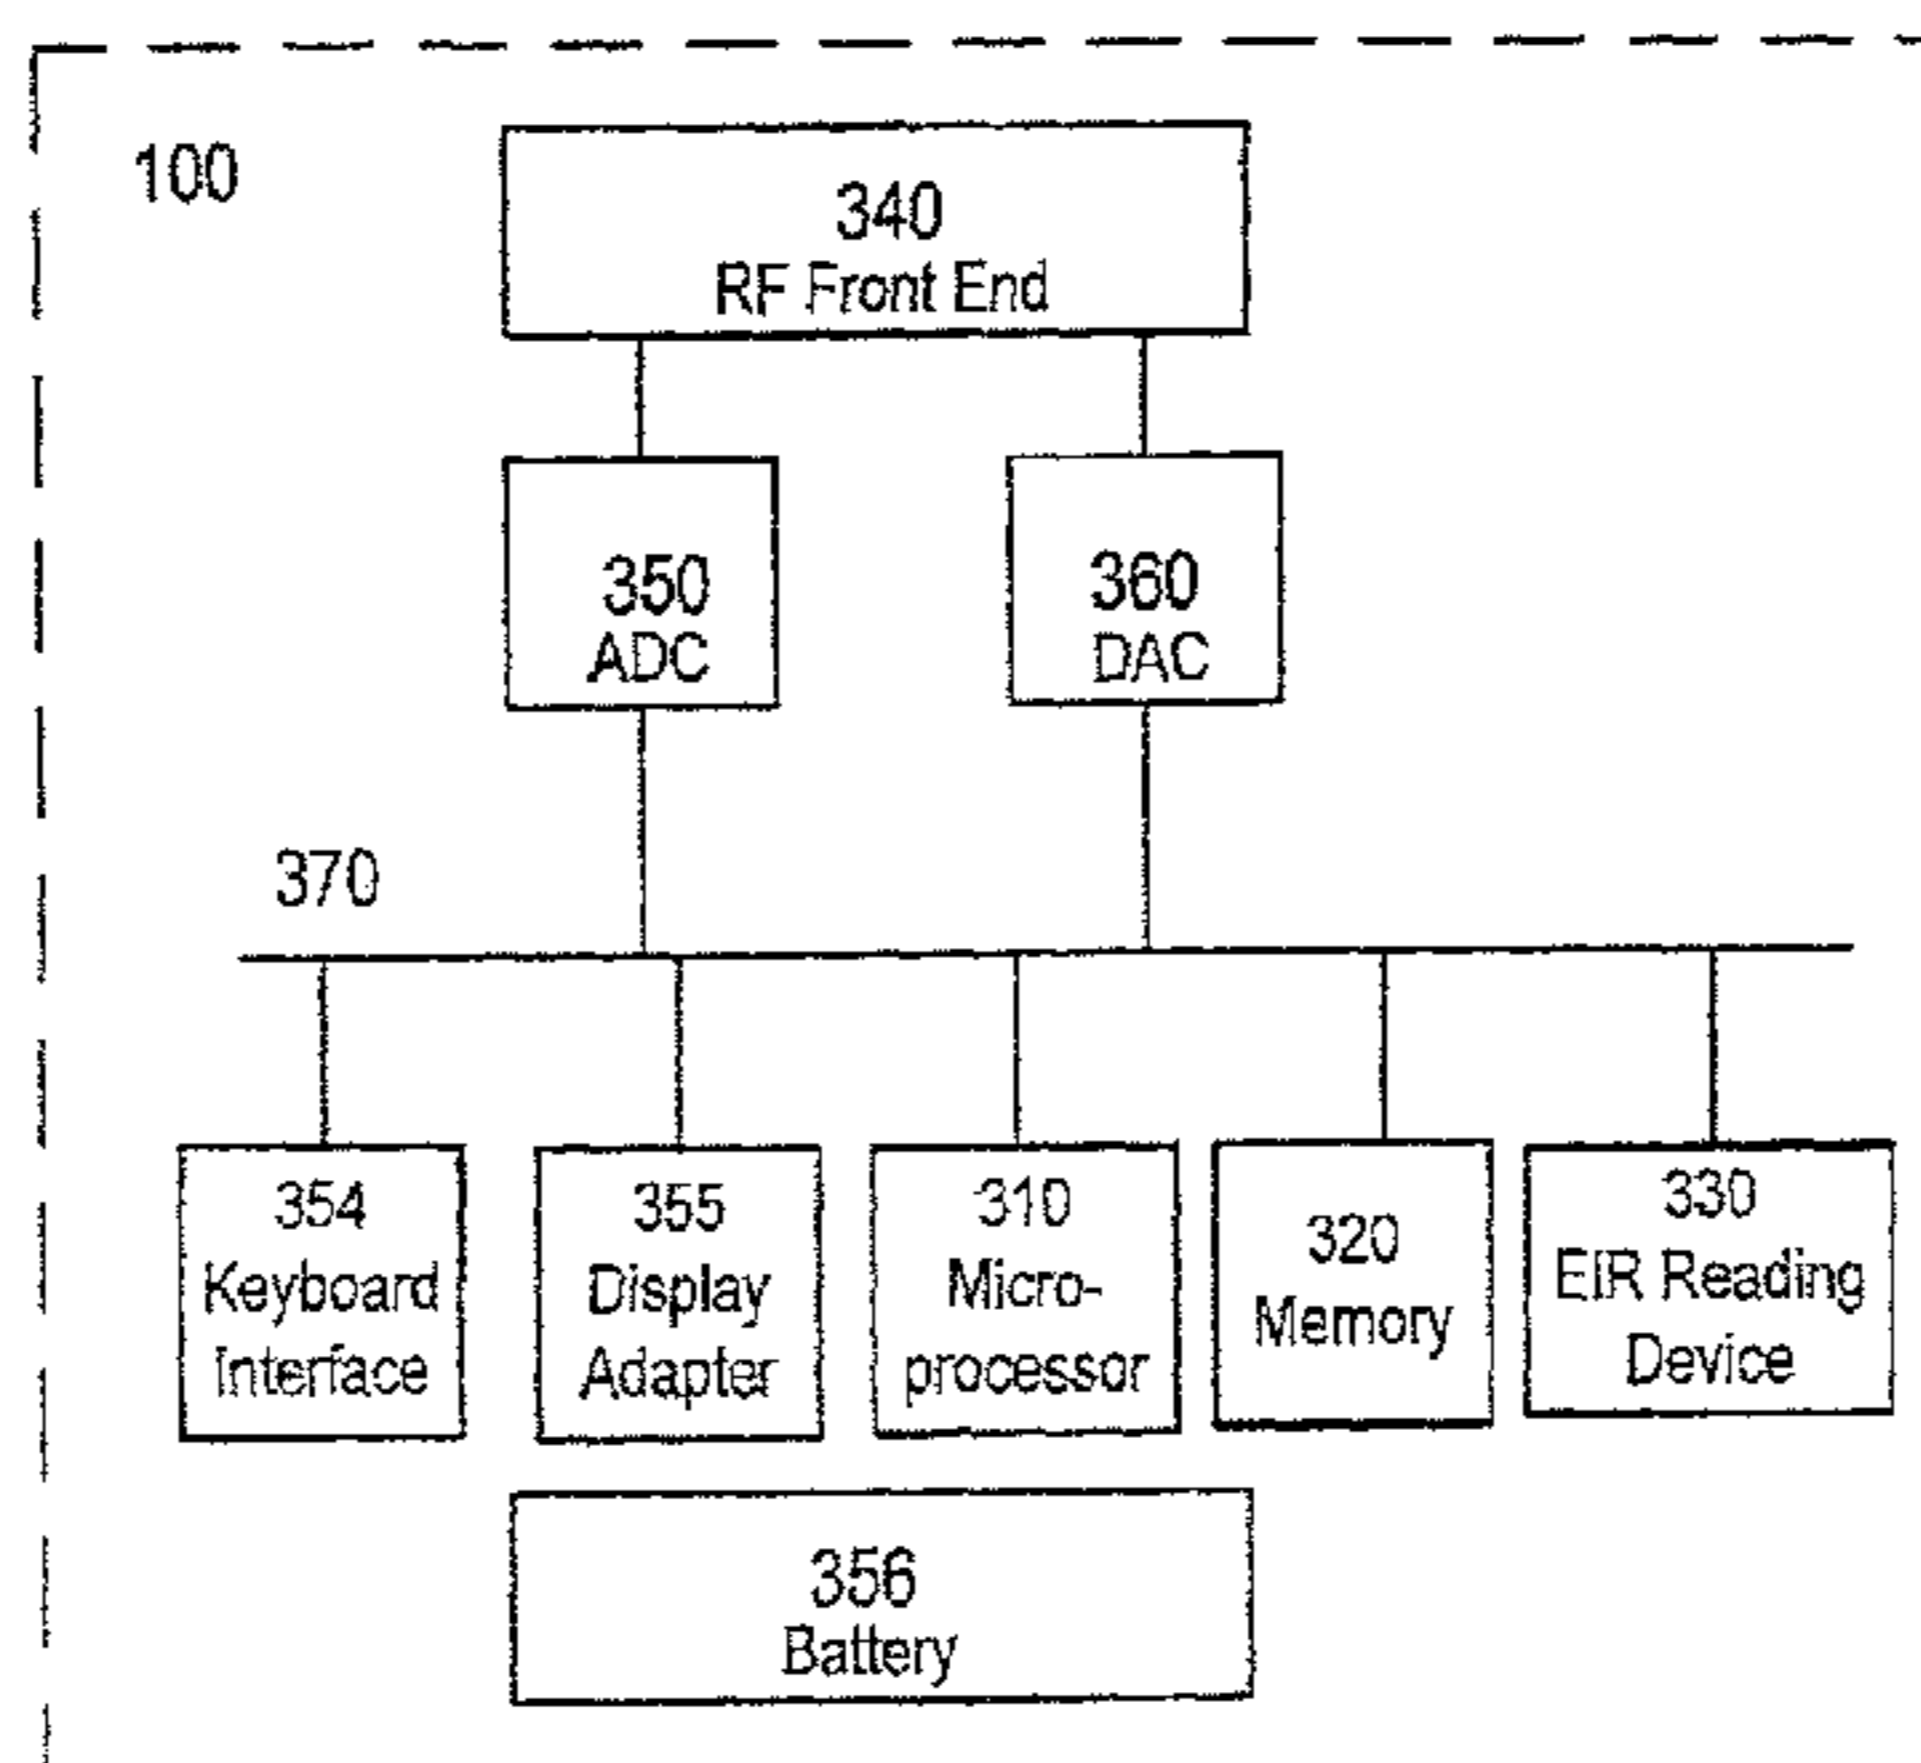 100
340
RF Front End
350
ADC
360
DAC
370
354
Keyboard
Interface
355
Display
Adapter
310
Micro-
processor
320
Memory
330
EIR Reading
Device
356
Battery